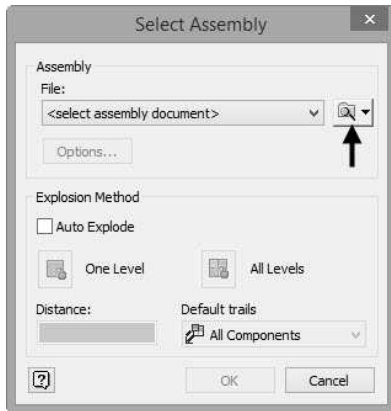 Select Assembly
Assembly
File:
<select assembly document>
Options...
Explosion Method
Auto Explode
One Level
All Levels
Distance:
Default trails
All Components
OK
Cancel